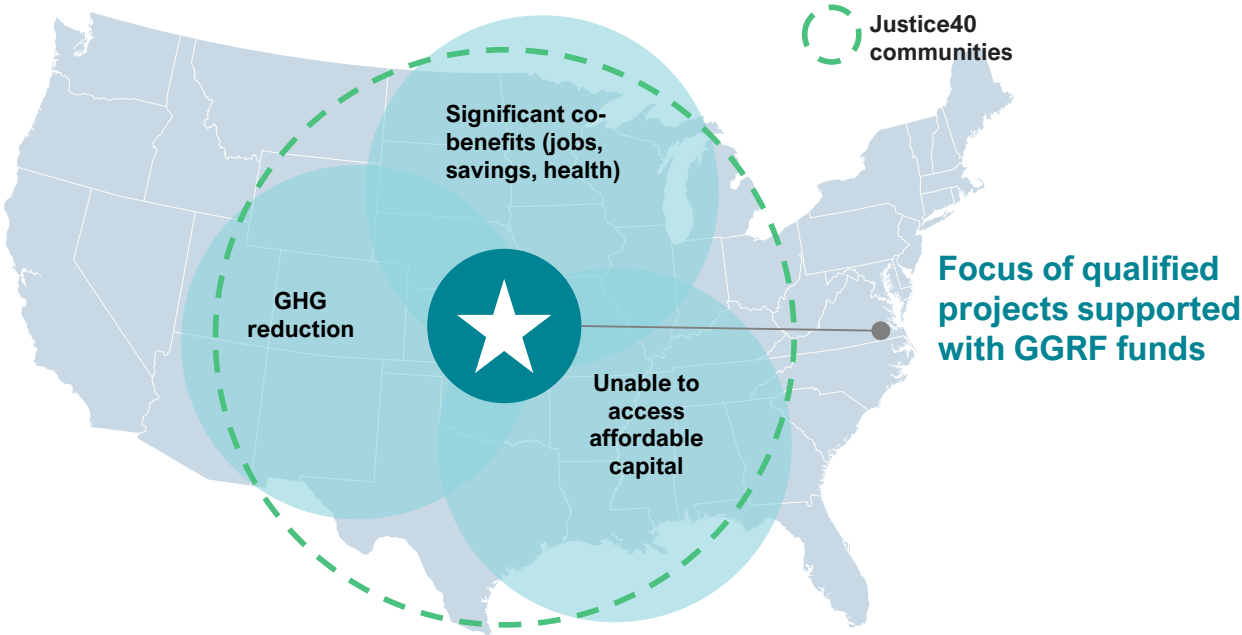 Justice40
communities
Significant co-
benefits (jobs,
savings, health)
GHG
reduction
Focus of qualified
projects supported
with GGRF funds
Unable to
access
affordable
capital